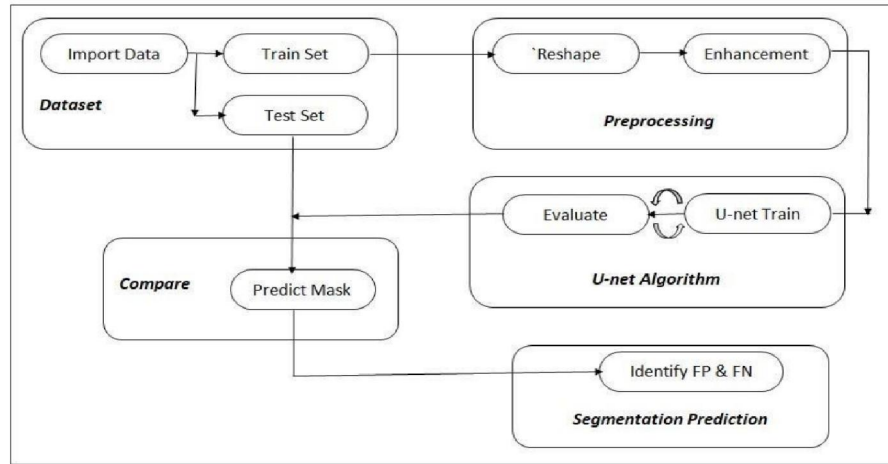 Import Data
Train Set
Test Set
Dataset
`Reshape
Enhancement
Preprocessing
Evaluate
U-net Train
U-net Algorithm
Compare
Predict Mask
Identify FP & FN
Segmentation Prediction